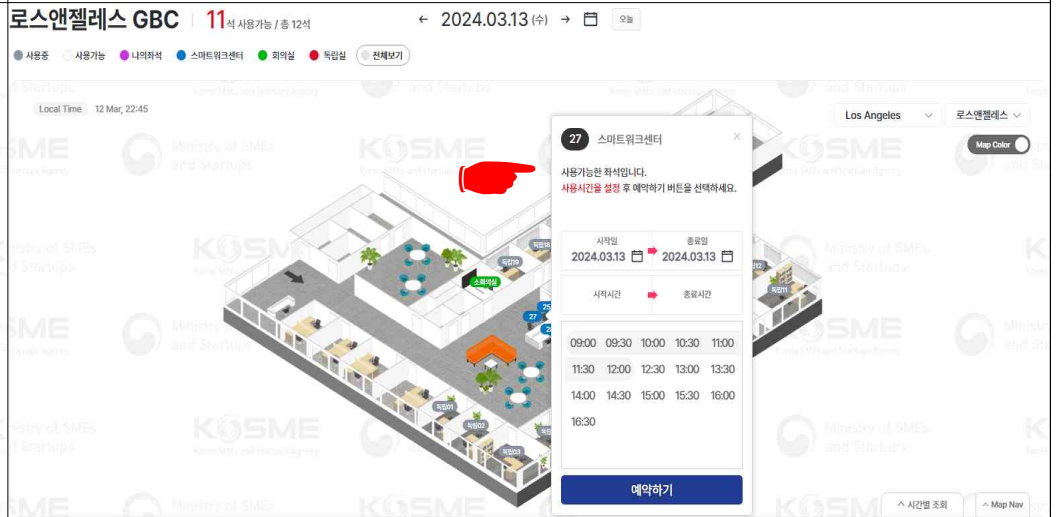 로스앤젤레스 GBC 11석 사용가능 / 총 12석 ← 2024.03.13 (수) → 오늘
사용중 사용가능 나의좌석 스마트워크센터 회의실 독립실 전체보기
Local Time 12 Mar, 22:45
Los Angeles 로스앤젤레스
Map Color
27 스마트워크센터 ×
사용가능한 좌석입니다.
사용시간을 설정 후 예약하기 버튼을 선택하세요.
시작일 종료일
2024.03.13 2024.03.13
시작시간 종료시간
09:00 09:30 10:00 10:30 11:00
11:30 12:00 12:30 13:00 13:30
14:00 14:30 15:00 15:30 16:00
16:30
예약하기
독립18
독립19
소회의실
25
27
독립12
독립11
독립01
독립02
독립03
시간별 조회 Map Nav
KOSME
Ministry of SMEs
and Startups